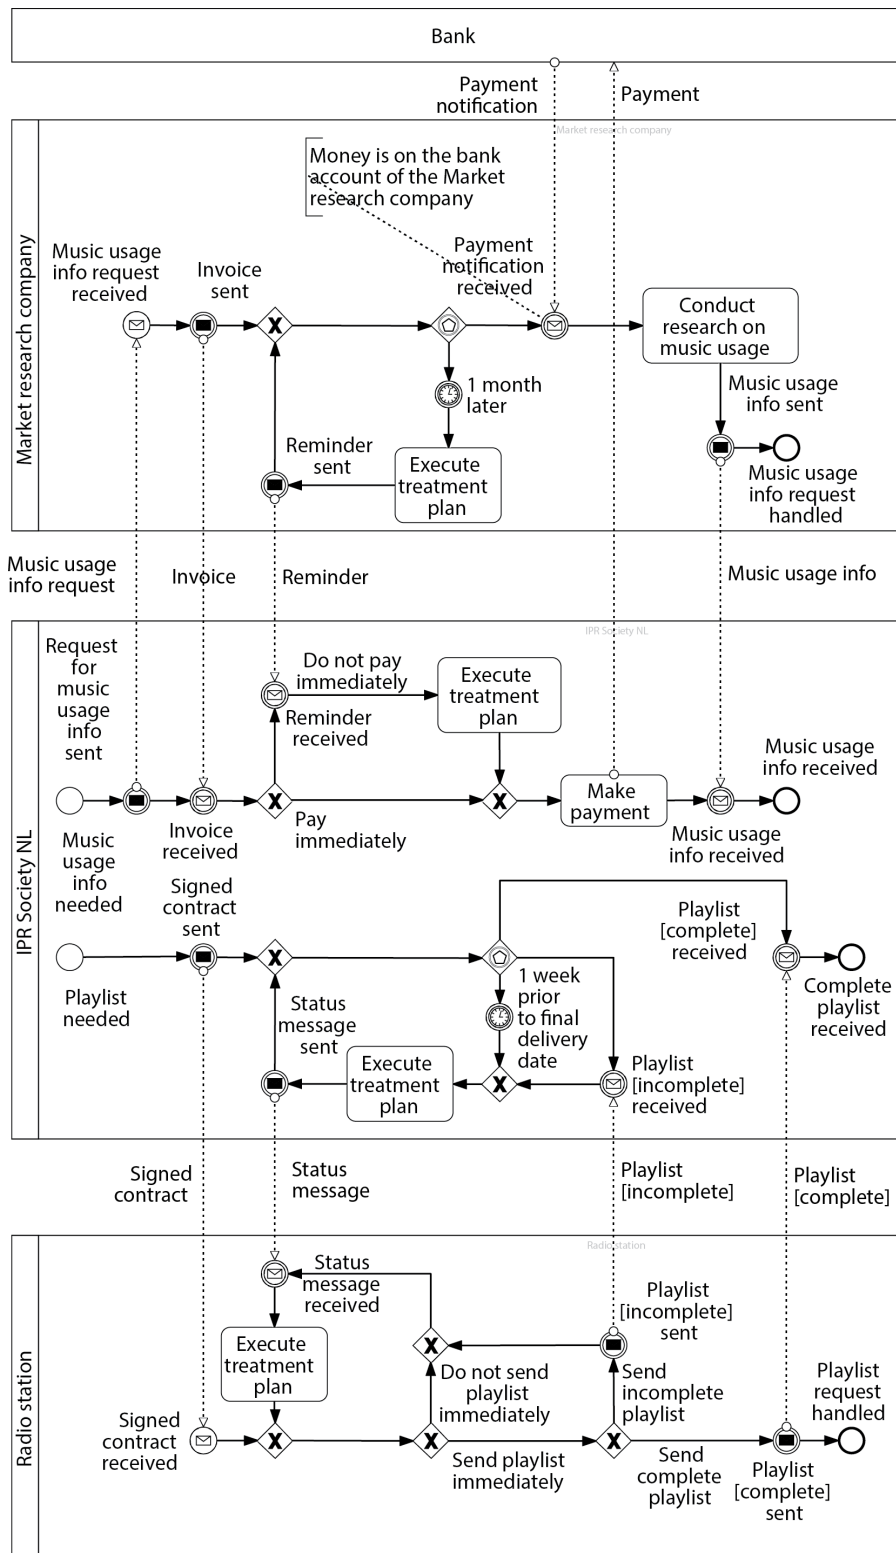 Bank
Payment
notification
Payment
Market research company
Market research company
Money is on the bank
account of the Market
research company
Music usage
info request
received
Invoice
sent
Payment
notification
received
Conduct
research on
music usage
1 month
later
Music usage
info sent
Reminder
sent
Execute
treatment
plan
Music usage
info request
handled
Music usage
info request
Invoice
Reminder
Music usage info
IPR Society NL
IPR Society NL
Request
for
music
usage
info
sent
Do not pay
immediately
Execute
treatment
plan
Reminder
received
Music usage
info received
Make
payment
Music
usage
info
needed
Invoice
received
Pay
immediately
Music usage
info received
Signed
contract
sent
Playlist
[complete]
received
Playlist
needed
1 week
prior
to final
delivery
date
Complete
playlist
received
Status
message
sent
Execute
treatment
plan
Playlist
[incomplete]
received
Signed
contract
Status
message
Playlist
[incomplete]
Playlist
[complete]
Radio station
Radio station
Status
message
received
Playlist
[incomplete]
sent
Execute
treatment
plan
Do not send
playlist
immediately
Send
incomplete
playlist
Playlist
request
handled
Signed
contract
received
Send playlist
immediately
Send
complete
playlist
Playlist
[complete]
sent